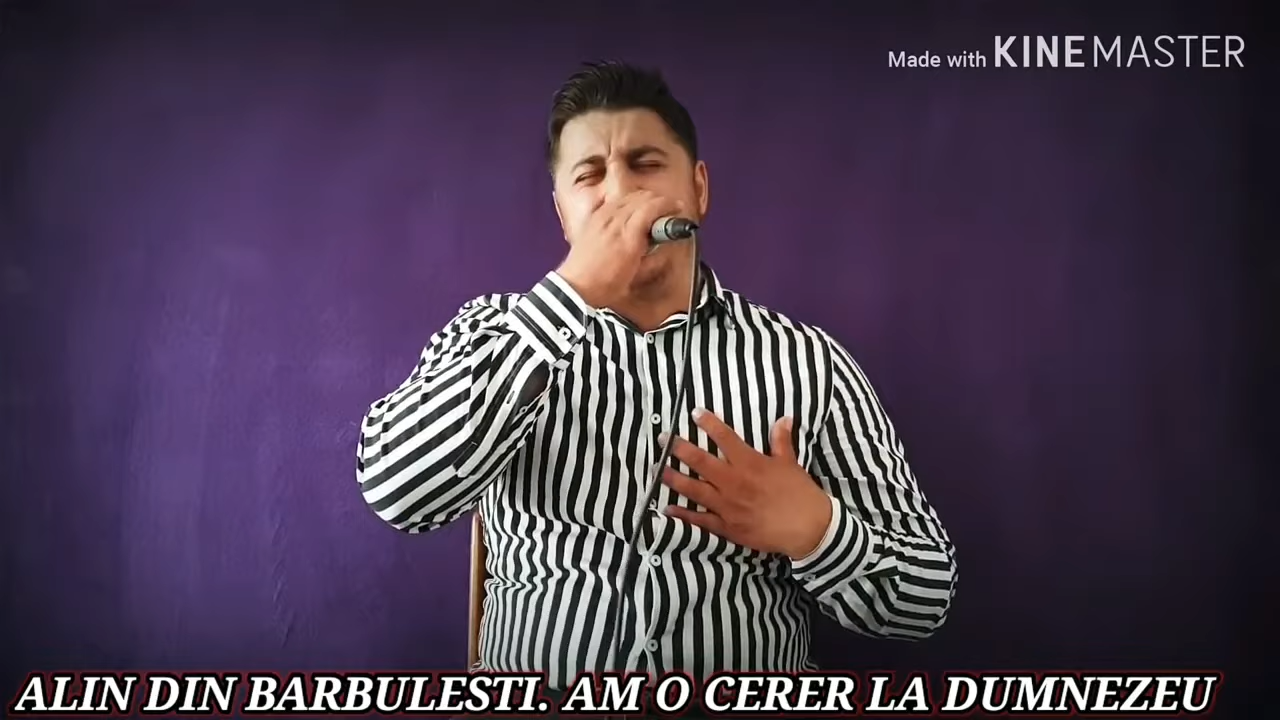 Made with KINEMASTER
ALIN DIN BARBULESTI. AM O CERER LA DUMNEZEU